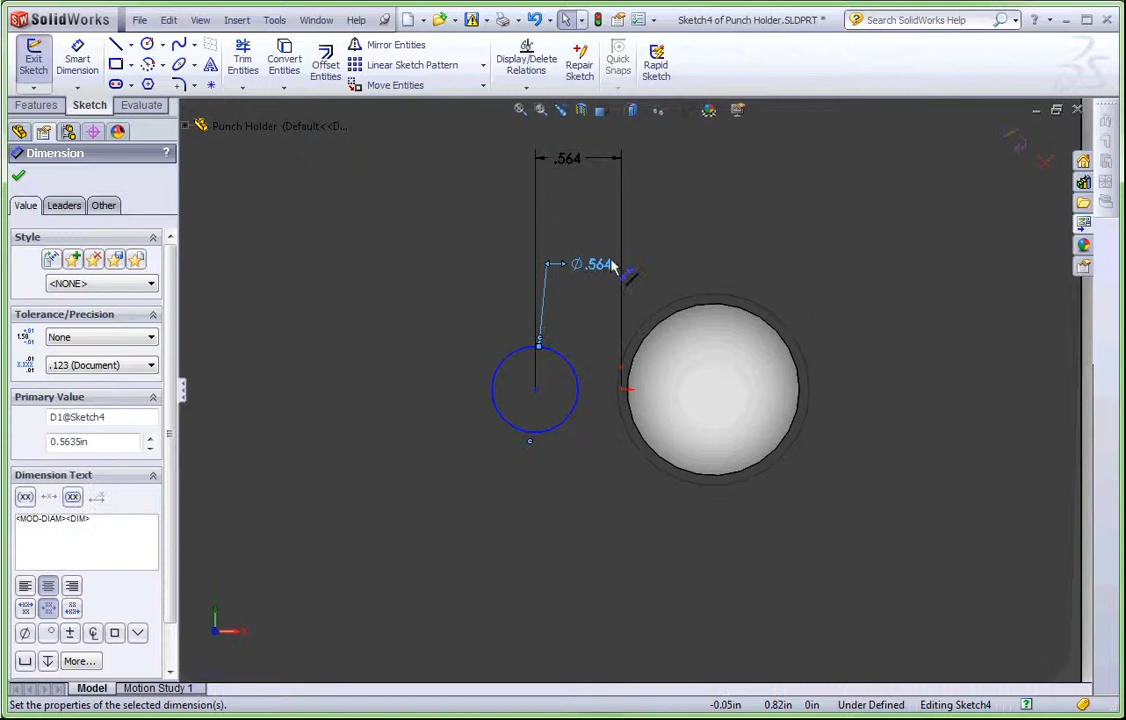 SolidWorks
File
Edit
View
Insert
Tools
Window
Help
Sketch4 of Punch Holder.SLDPRT *
Search SolidWorks Help
Exit Sketch
Smart Dimension
Trim Entities
Convert Entities
Offset Entities
Mirror Entities
Linear Sketch Pattern
Move Entities
Display/Delete Relations
Repair Sketch
Quick Snaps
Rapid Sketch
Features
Sketch
Evaluate
Punch Holder (Default<<D...
Dimension
?
Value
Leaders
Other
Style
<NONE>
Tolerance/Precision
None
.123 (Document)
Primary Value
D1@Sketch4
0.5635in
Dimension Text
<MOD-DIAM><DIM>
More...
.564
∅.564
Model
Motion Study 1
Set the properties of the selected dimension(s).
-0.05in
0.82in
0in
Under Defined
Editing Sketch4